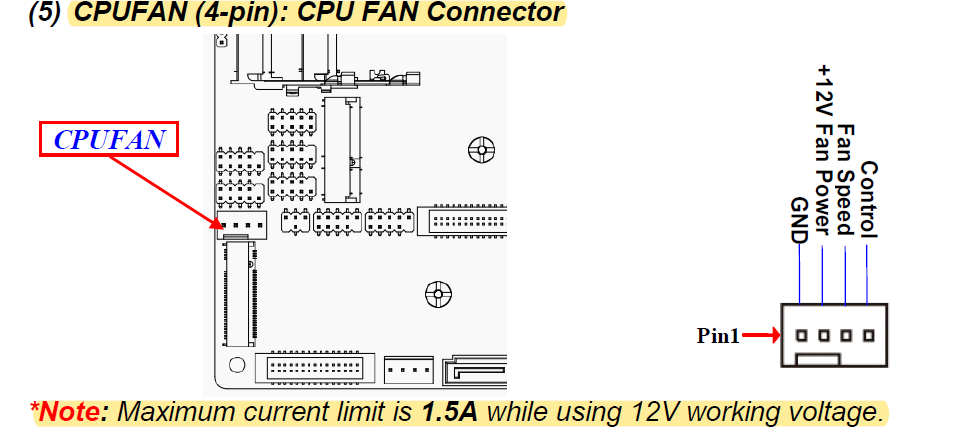 (5) CPUFAN (4-pin): CPU FAN Connector
CPUFAN
Control
Fan Speed
+12V Fan Power
GND
Pin1
*Note: Maximum current limit is 1.5A while using 12V working voltage.